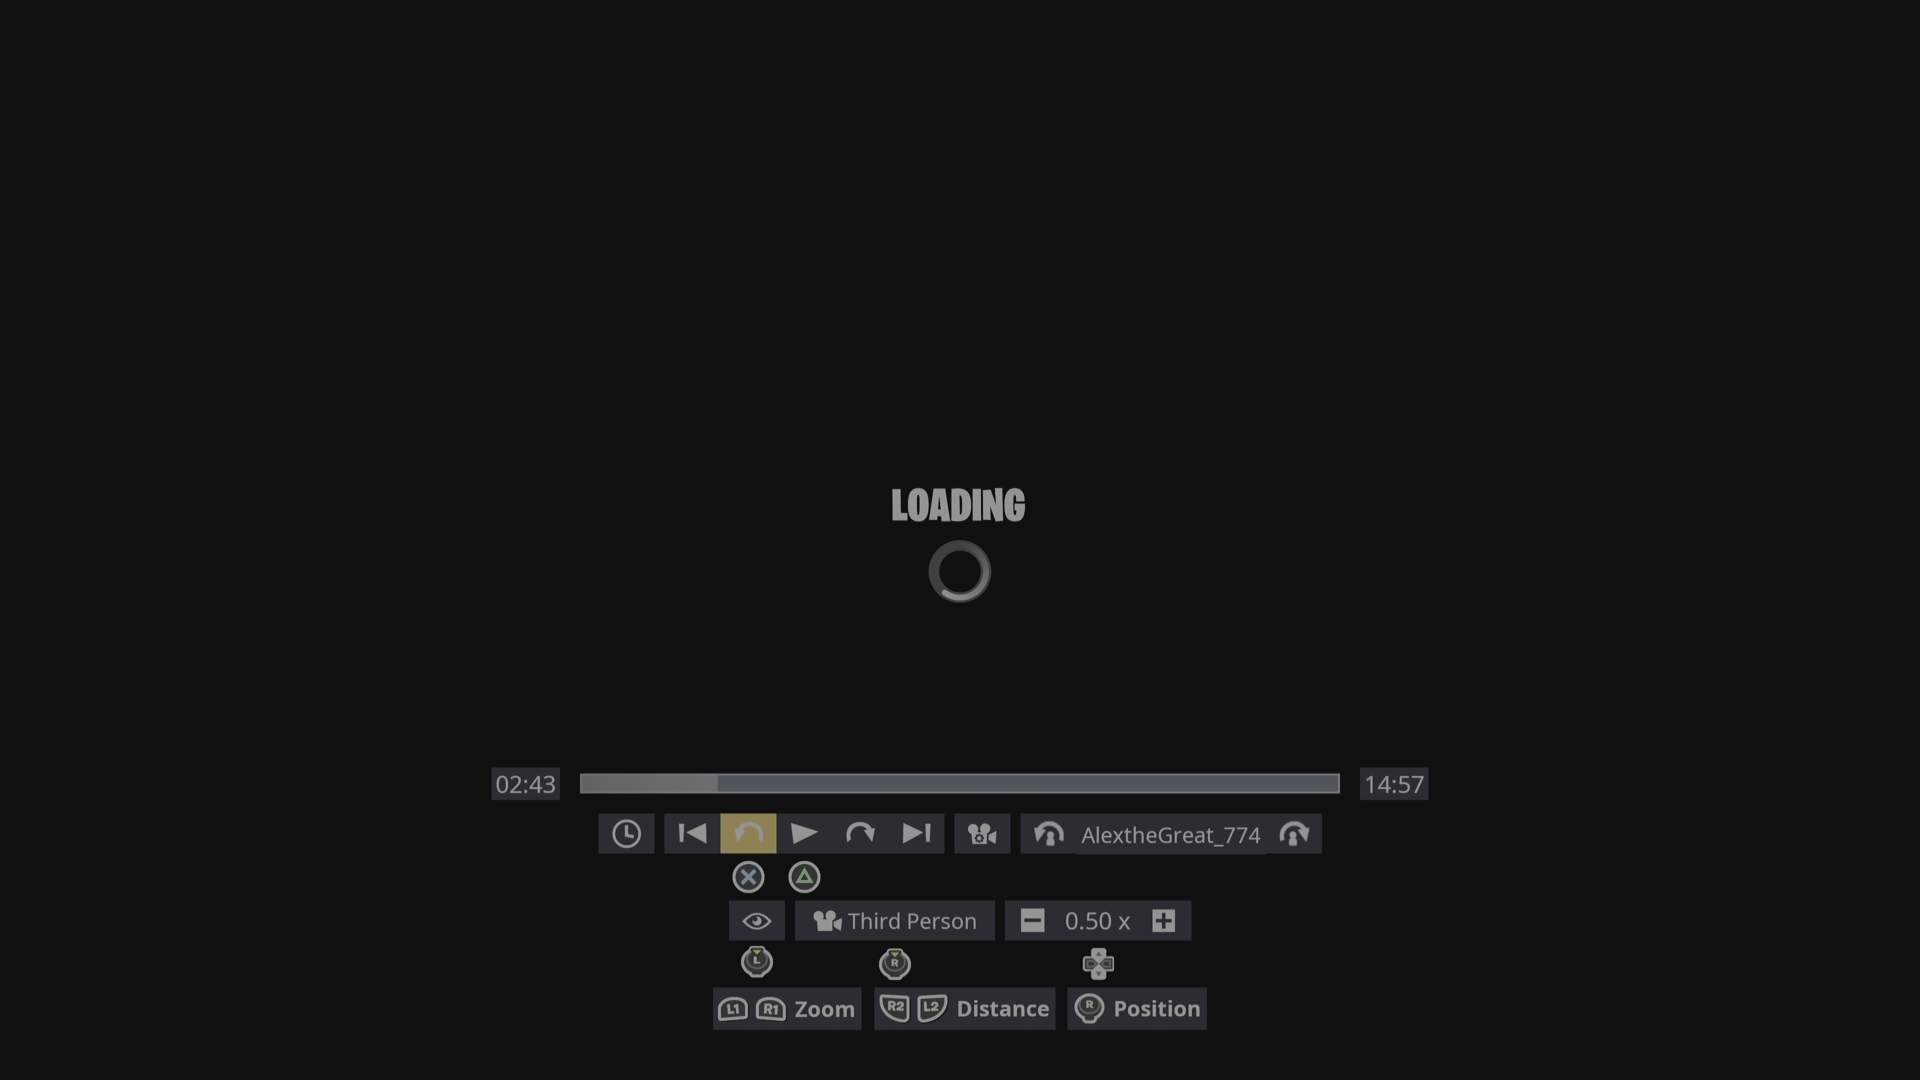 LOADING
02:43 14:57
AlextheGreat_774
Third Person 0.50 x
L R
L1 R1 Zoom R2 L2 Distance R Position